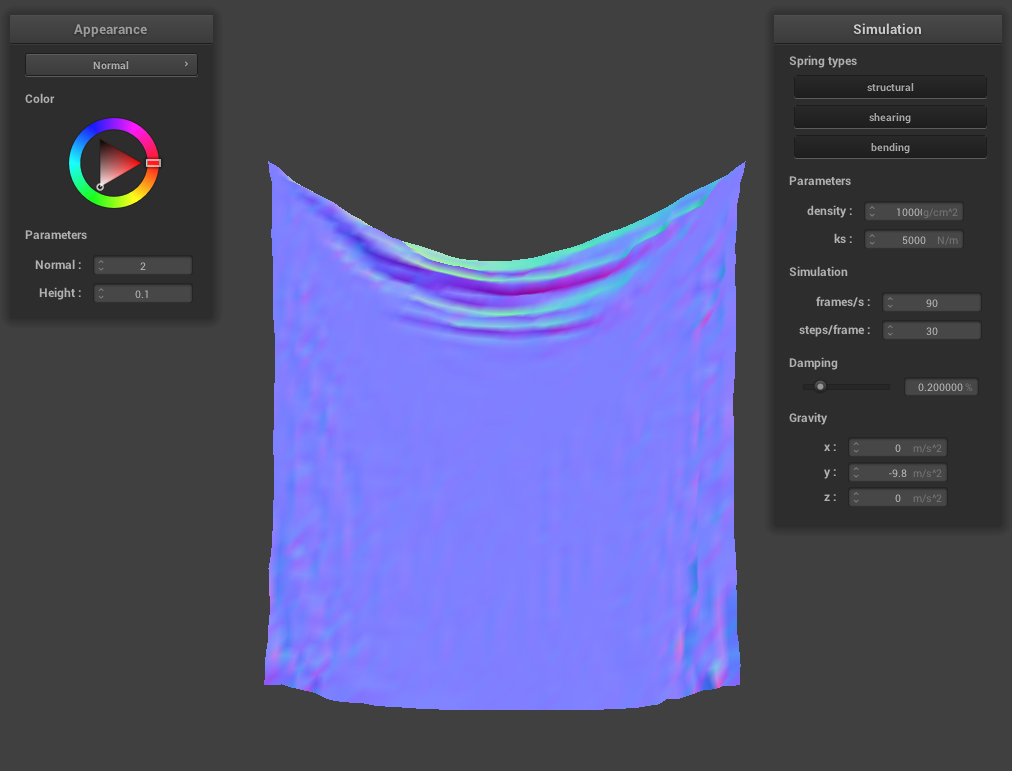 Appearance
Normal ›
Color
Parameters
Normal : 2
Height : 0.1
Simulation
Spring types
structural
shearing
bending
Parameters
density : 1000 g/cm^2
ks : 5000 N/m
Simulation
frames/s : 90
steps/frame : 30
Damping
0.200000 %
Gravity
x : 0 m/s^2
y : -9.8 m/s^2
z : 0 m/s^2